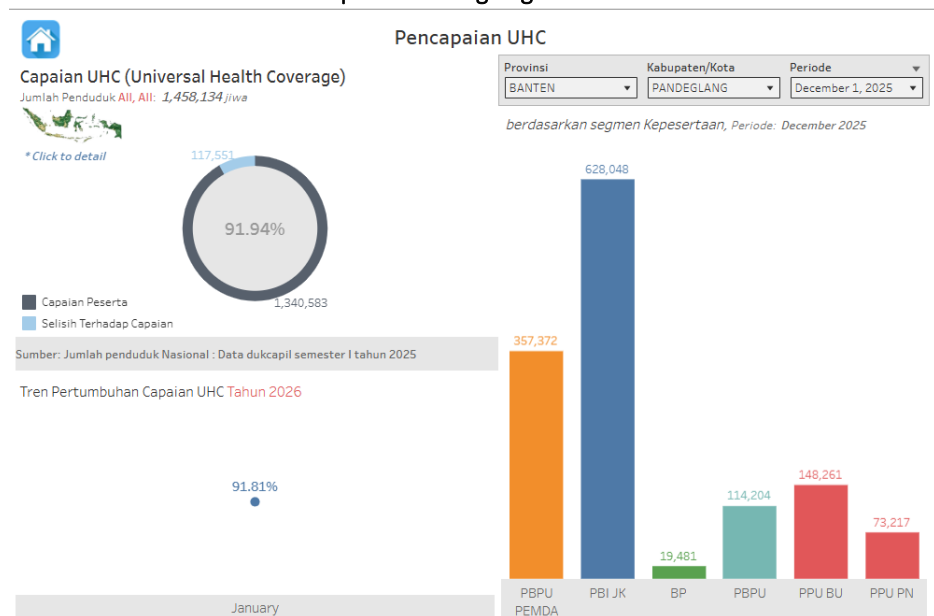 Pencapaian UHC
Capaian UHC (Universal Health Coverage)
Jumlah Penduduk All, All: 1,458,134 jiwa
* Click to detail
117,551
91.94%
1,340,583
Capaian Peserta
Selisih Terhadap Capaian
Sumber: Jumlah penduduk Nasional : Data dukcapil semester I tahun 2025
Tren Pertumbuhan Capaian UHC Tahun 2026
91.81%
January
Provinsi Kabupaten/Kota Periode
BANTEN PANDEGLANG December 1, 2025
berdasarkan segmen Kepesertaan, Periode: December 2025
628,048
357,372
148,261
114,204
73,217
19,481
PBPU PEMDA PBI JK BP PBPU PPU BU PPU PN